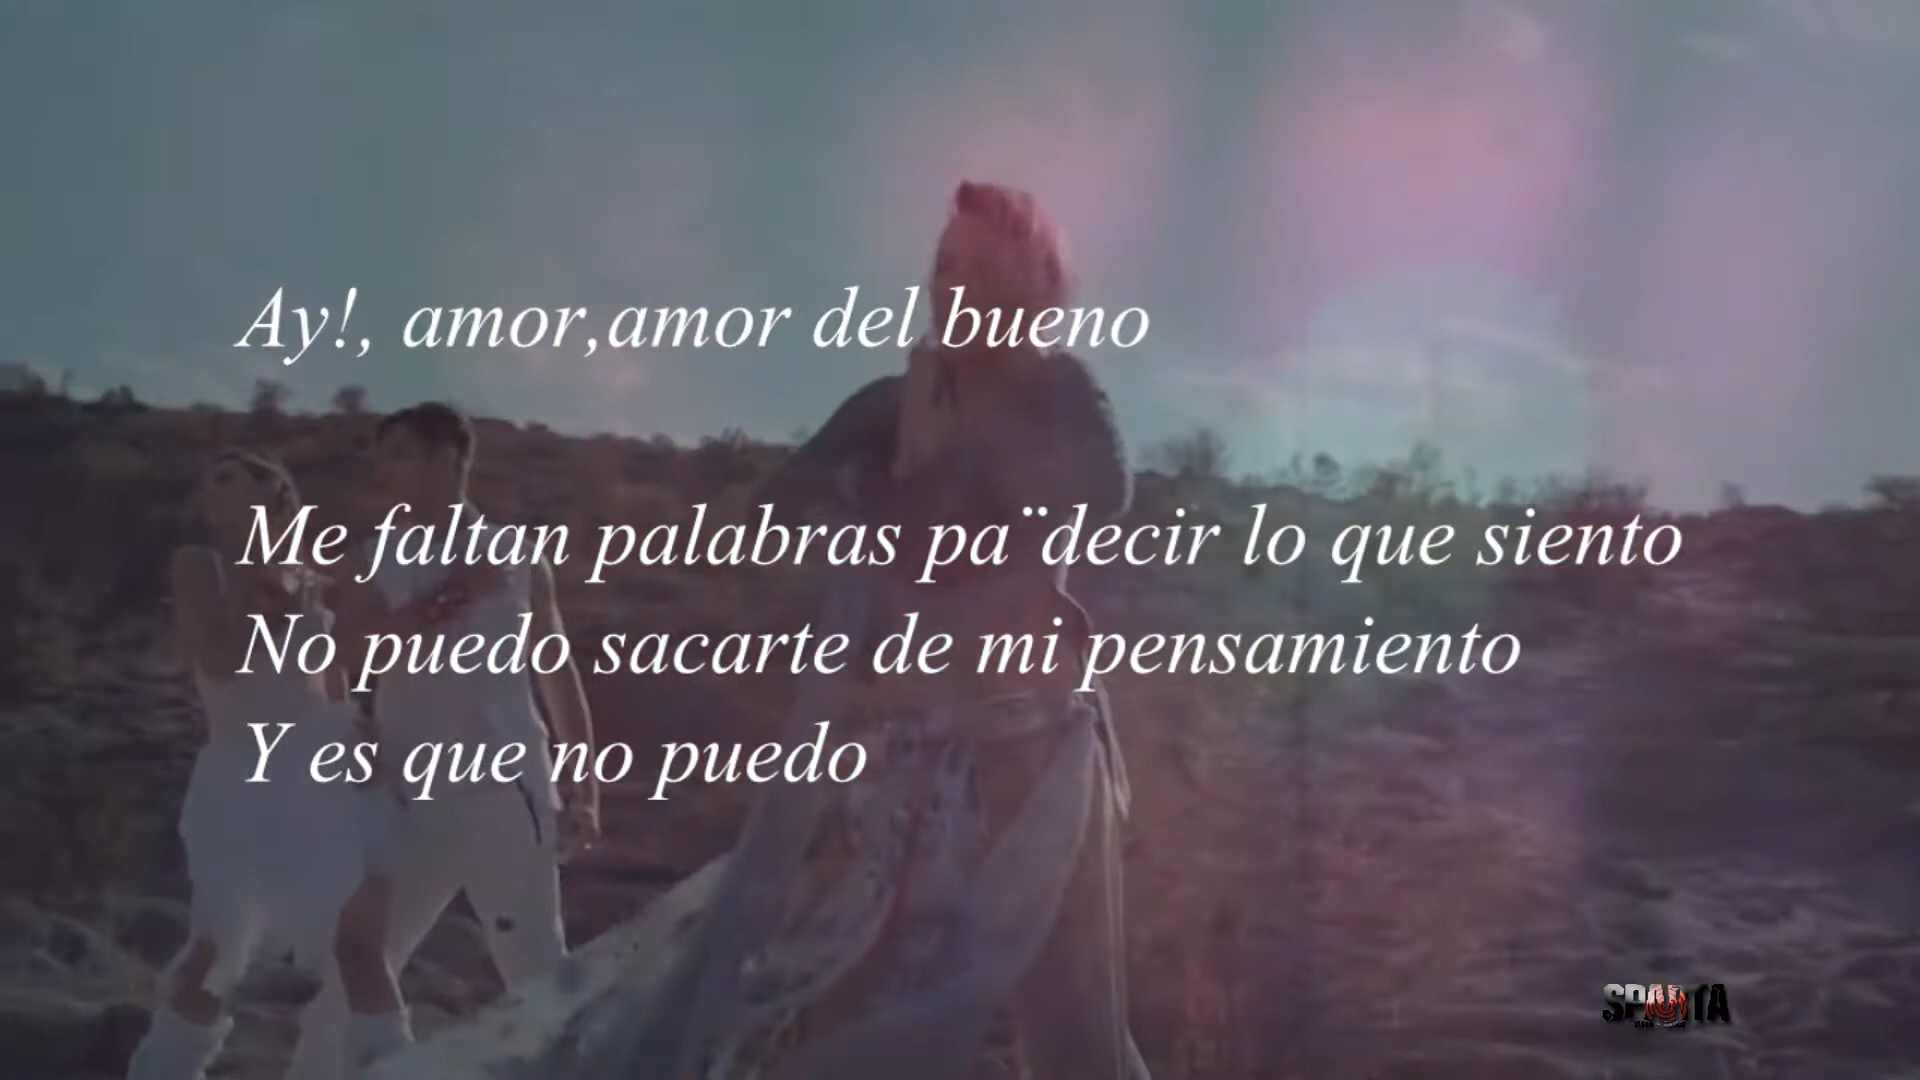 Ay!, amor,amor del bueno
Me faltan palabras pa¨decir lo que siento
No puedo sacarte de mi pensamiento
Y es que no puedo
SPARTA